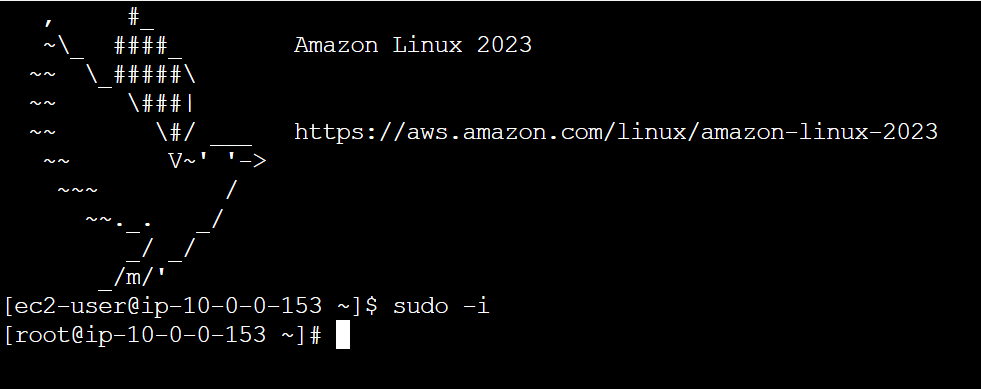 ,     #_
   ~\_  ####_        Amazon Linux 2023
  ~~  \_#####\
  ~~     \###|
  ~~       \#/ ___   https://aws.amazon.com/linux/amazon-linux-2023
   ~~       V~' '->
    ~~~         /
      ~~._.   _/
         _/ _/
       _/m/'
[ec2-user@ip-10-0-0-153 ~]$ sudo -i
[root@ip-10-0-0-153 ~]#